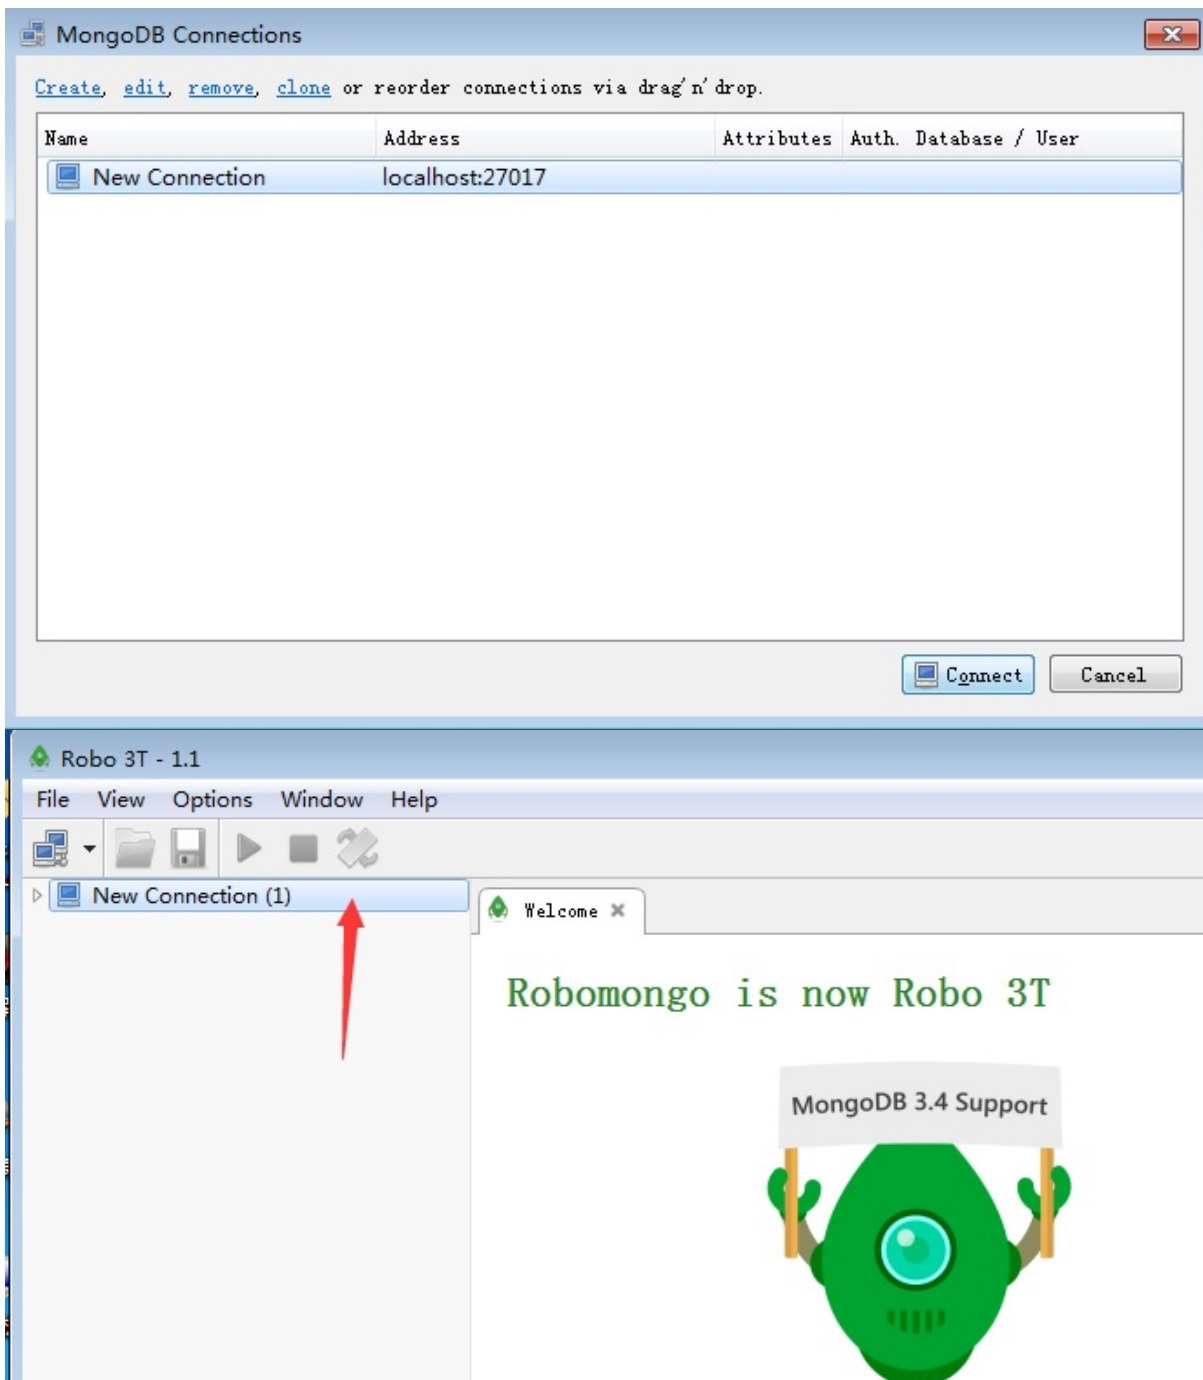 MongoDB Connections
Create, edit, remove, clone or reorder connections via drag'n'drop.
Name Address Attributes Auth. Database / User
New Connection localhost:27017
Connect Cancel
Robo 3T - 1.1
File View Options Window Help
New Connection (1)
Welcome
Robomongo is now Robo 3T
MongoDB 3.4 Support